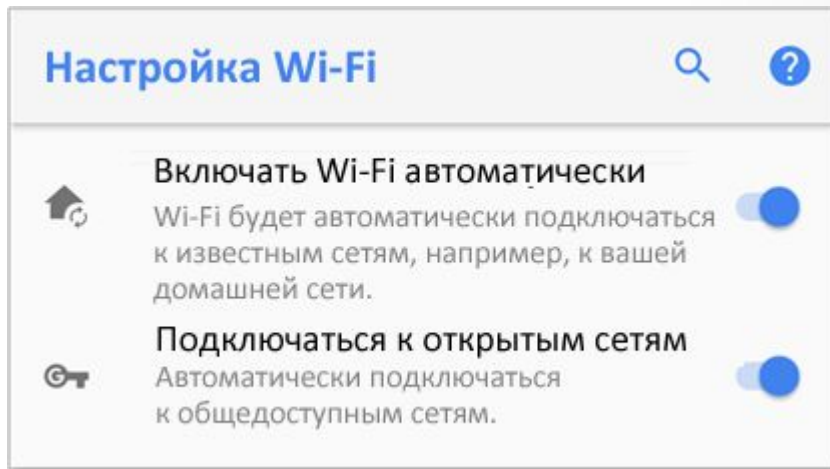 Настройка Wi-Fi
Включать Wi-Fi автоматически
Wi-Fi будет автоматически подключаться
к известным сетям, например, к вашей
домашней сети.
Подключаться к открытым сетям
Автоматически подключаться
к общедоступным сетям.